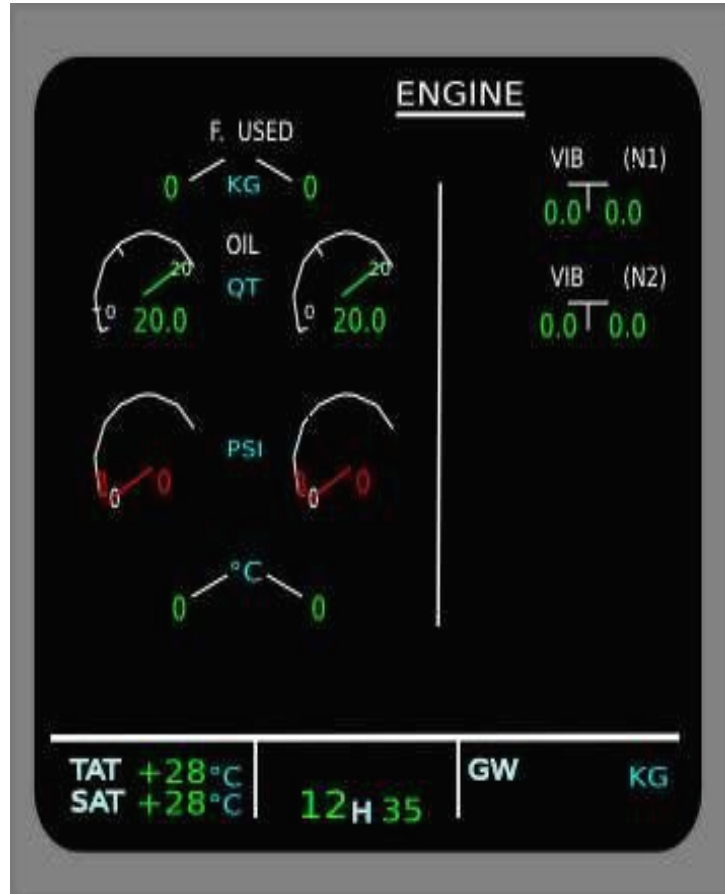 ENGINE
F. USED
0 KG 0
VIB (N1)
0.0 0.0
OIL
20 QT 20
0 20.0 0 20.0
VIB (N2)
0.0 0.0
PSI
0 0 0 0
°C
0 0
TAT +28°C
SAT +28°C
12 H 35
GW KG